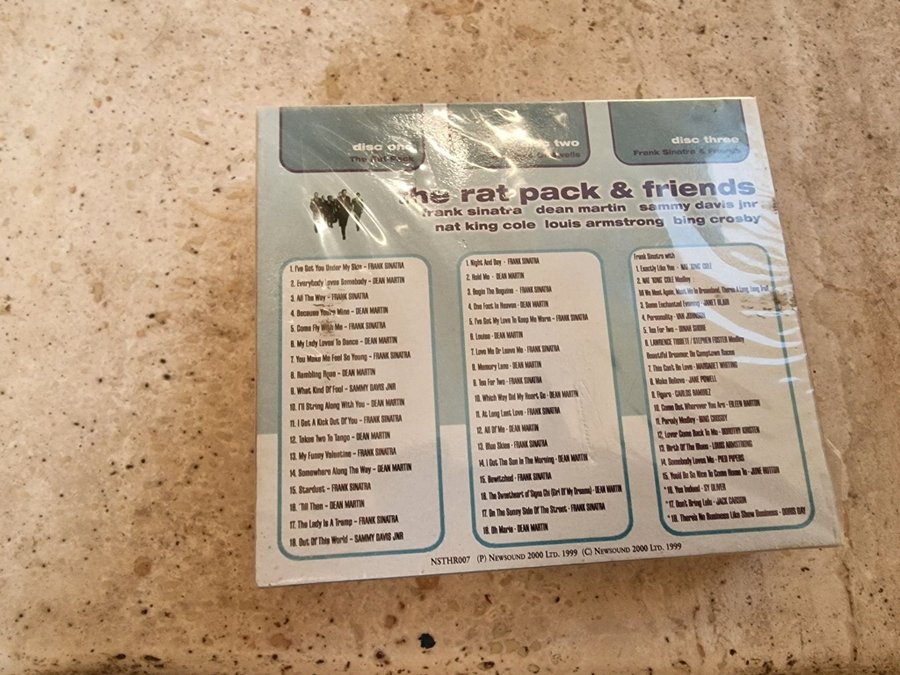 disc one
The Rat Pack
two
disc three
Frank Sinatra &
the rat pack & friends
frank sinatra dean martin sammy davis jnr
nat king cole louis armstrong bing crosby
1. I've Got You Under My Skin - FRANK SINATRA
2. Everybody Loves Somebody - DEAN MARTIN
3. All The Way - FRANK SINATRA
4. Because You're Mine - DEAN MARTIN
5. Come Fly With Me - FRANK SINATRA
6. My Lady Loves To Dance - DEAN MARTIN
7. You Make Me Feel So Young - FRANK SINATRA
8. Rambling Rose - DEAN MARTIN
9. What Kind Of Fool - SAMMY DAVIS JNR
10. I'll String Along With You - DEAN MARTIN
11. I Get A Kick Out Of You - FRANK SINATRA
12. Takes Two To Tango - DEAN MARTIN
13. My Funny Valentine - FRANK SINATRA
14. Somewhere Along The Way - DEAN MARTIN
15. Stardust - FRANK SINATRA
16. 'Till Then - DEAN MARTIN
17. The Lady Is A Tramp - FRANK SINATRA
18. Out Of This World - SAMMY DAVIS JNR
1. Night And Day - FRANK SINATRA
2. Hold Me - DEAN MARTIN
3. Begin The Beguine - FRANK SINATRA
4. One Foot In Heaven - DEAN MARTIN
5. I've Got My Love To Keep Me Warm - FRANK SINATRA
6. Louise - DEAN MARTIN
7. Love Me Or Leave Me - FRANK SINATRA
8. Memory Lane - DEAN MARTIN
9. Tea For Two - FRANK SINATRA
10. Which Way Did My Heart Go - DEAN MARTIN
11. At Long Last Love - FRANK SINATRA
12. All Of Me - DEAN MARTIN
13. Blue Skies - FRANK SINATRA
14. I Got The Sun In The Morning - DEAN MARTIN
15. Bewitched - FRANK SINATRA
16. The Sweetheart of Sigma Chi (Girl Of My Dreams) - DEAN MARTIN
17. On The Sunny Side Of The Street - FRANK SINATRA
18. Oh Marie - DEAN MARTIN
Frank Sinatra with
1. Exactly Like You - NAT 'KING' COLE
2. NAT 'KING' COLE Medley
Till We Meet Again, Meet Me In Dreamland, There's A Long, Long Trail
3. Some Enchanted Evening - JANET BLAIR
4. Personality - VAN JOHNSON
5. Tea For Two - DINAH SHORE
6. LAWRENCE TIBBETT / STEPHEN FOSTER Medley
Beautiful Dreamer, De Camptown Races
7. This Can't Be Love - MARGARET WHITING
8. Make Believe - JANE POWELL
9. Figaro - CARLOS RAMIREZ
10. Come Out Wherever You Are - EILEEN BARTON
11. Parody Medley - BING CROSBY
12. Lover Come Back To Me - DOROTHY KIRSTEN
13. Birth Of The Blues - LOUIS ARMSTRONG
14. Somebody Loves Me - PIED PIPERS
15. You'd Be So Nice To Come Home To - JUNE HUTTON
*16. You Indeed - SY OLIVER
*17. Don't Bring Lulu - JACK CARSON
*18. There's No Business Like Show Business - DORIS DAY
NSTHR007 (P) Newsound 2000 Ltd. 1999 (C) Newsound 2000 Ltd. 1999